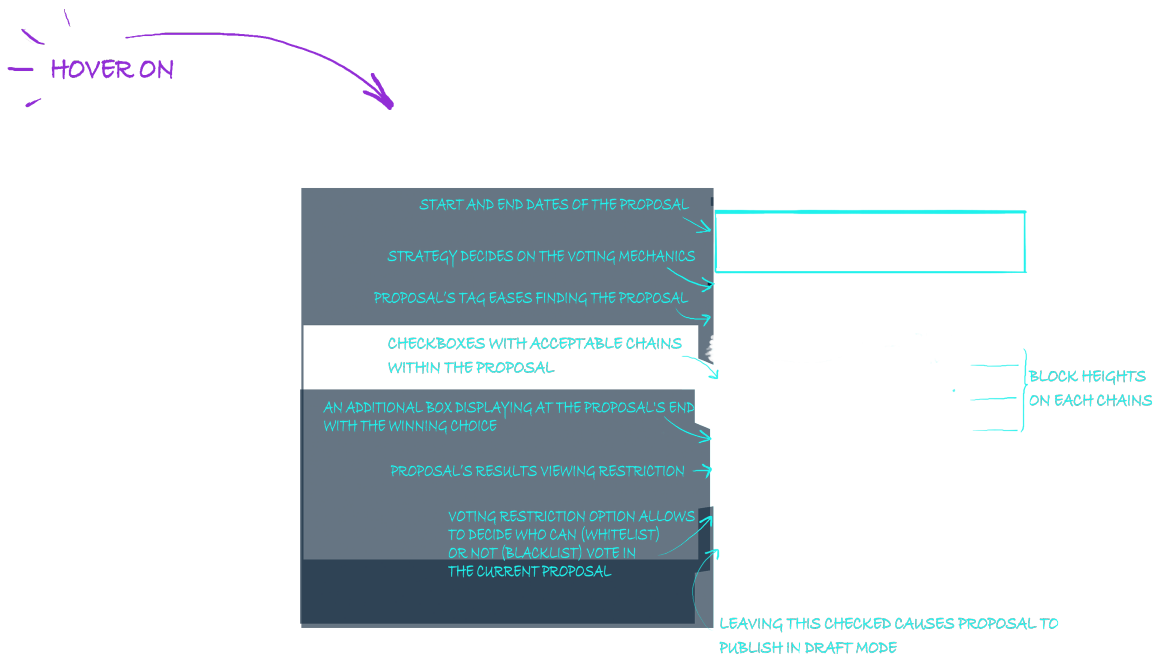 HOVER ON
START AND END DATES OF THE PROPOSAL
STRATEGY DECIDES ON THE VOTING MECHANICS
PROPOSAL'S TAG EASES FINDING THE PROPOSAL
CHECKBOXES WITH ACCEPTABLE CHAINS
WITHIN THE PROPOSAL
BLOCK HEIGHTS
ON EACH CHAINS
AN ADDITIONAL BOX DISPLAYING AT THE PROPOSAL'S END
WITH THE WINNING CHOICE
PROPOSAL'S RESULTS VIEWING RESTRICTION
VOTING RESTRICTION OPTION ALLOWS
TO DECIDE WHO CAN (WHITELIST)
OR NOT (BLACKLIST) VOTE IN
THE CURRENT PROPOSAL
LEAVING THIS CHECKED CAUSES PROPOSAL TO
PUBLISH IN DRAFT MODE